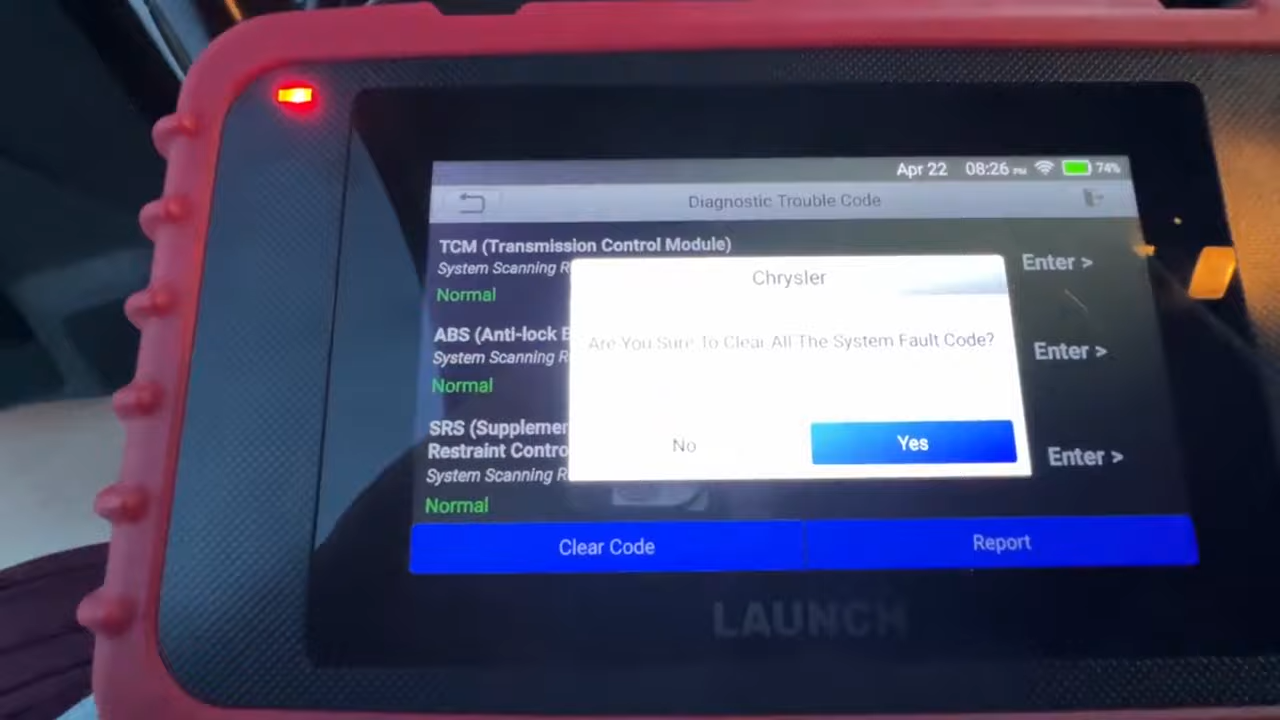 Apr 22 08:26 PM 74%
Diagnostic Trouble Code
TCM (Transmission Control Module)
System Scanning R
Enter >
Normal
Chrysler
ABS (Anti-lock B
System Scanning R
Are You Sure To Clear All The System Fault Code?
Enter >
Normal
SRS (Supplemen
Restraint Contro
System Scanning R
Enter >
No
Yes
Normal
Clear Code
Report
LAUNCH